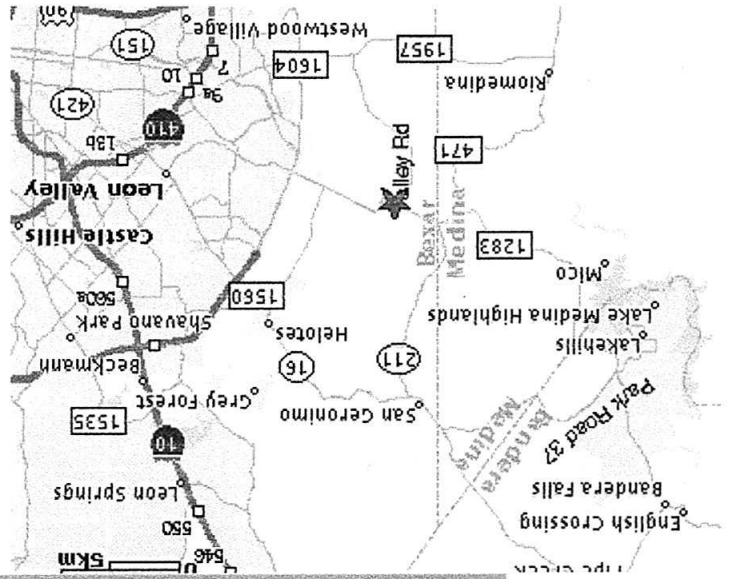 0 5km
546
English Crossing
550
Bandera Falls
Leon Springs
Park Road 37
Bandera
Medina
10
1535
San Geronimo
Grey Forest
16
211
Beckmann
Lakehills
Helotes
Shavano Park
Lake Medina Highlands
1560
560a
Mico
1283
Medina
Bexar
Castle Hills
alley Rd
Leon Valley
471
13b
410
421
9a
Riomedina
10
7
1604
1957
151
Westwood Village
90